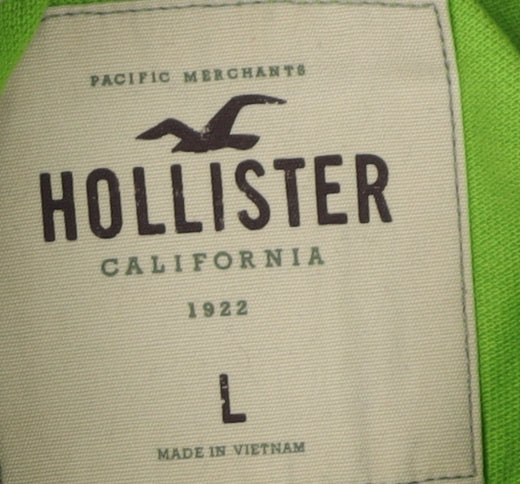 PACIFIC MERCHANTS
HOLLISTER
CALIFORNIA
1922
L
MADE IN VIETNAM